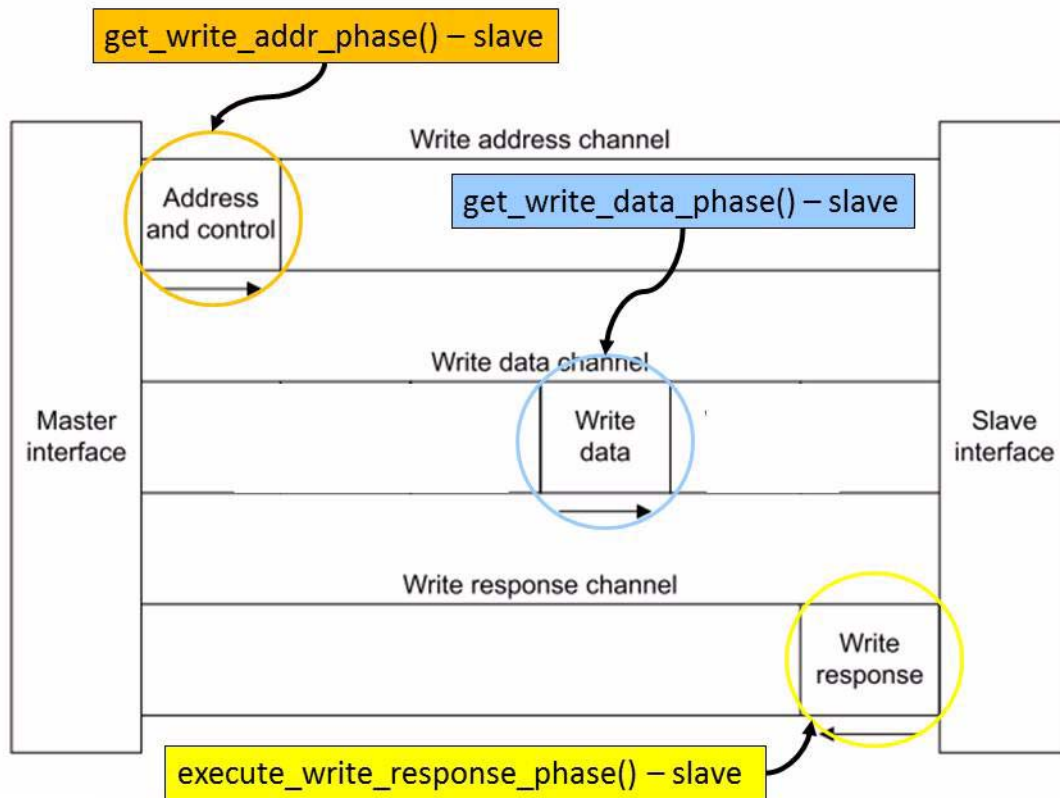 get_write_addr_phase() – slave
Write address channel
Address
and control
get_write_data_phase() – slave
Write data channel
Master
interface
Write
data
Slave
interface
Write response channel
Write
response
execute_write_response_phase() – slave